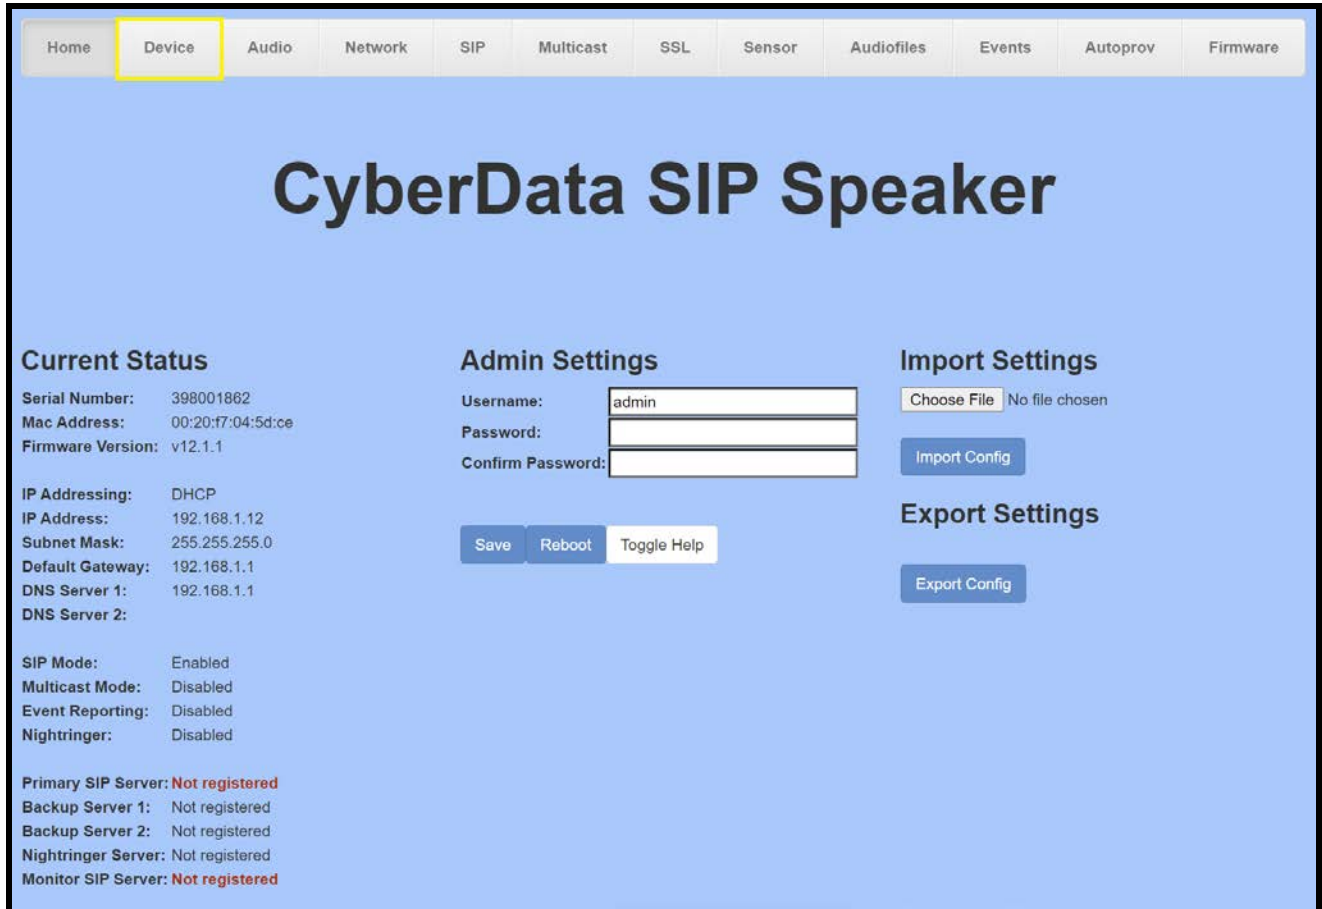 Home Device Audio Network SIP Multicast SSL Sensor Audiofiles Events Autoprov Firmware
CyberData SIP Speaker
Current Status
Serial Number: 398001862
Mac Address: 00:20:f7:04:5d:ce
Firmware Version: v12.1.1
IP Addressing: DHCP
IP Address: 192.168.1.12
Subnet Mask: 255.255.255.0
Default Gateway: 192.168.1.1
DNS Server 1: 192.168.1.1
DNS Server 2:
SIP Mode: Enabled
Multicast Mode: Disabled
Event Reporting: Disabled
Nightringer: Disabled
Primary SIP Server: Not registered
Backup Server 1: Not registered
Backup Server 2: Not registered
Nightringer Server: Not registered
Monitor SIP Server: Not registered
Admin Settings
Username: admin
Password:
Confirm Password:
Save Reboot Toggle Help
Import Settings
Choose File No file chosen
Import Config
Export Settings
Export Config